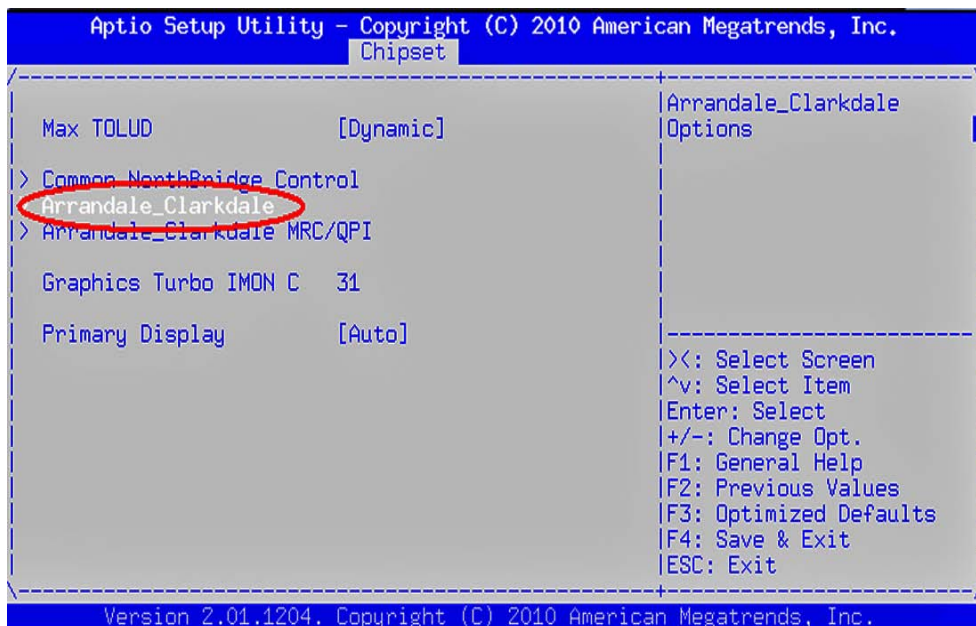 Aptio Setup Utility – Copyright (C) 2010 American Megatrends, Inc.
Chipset
Max TOLUD [Dynamic]
> Common NorthBridge Control
> Arrandale_Clarkdale
> Arrandale_Clarkdale MRC/QPI
Graphics Turbo IMON C 31
Primary Display [Auto]
Arrandale_Clarkdale
Options
><: Select Screen
^v: Select Item
Enter: Select
+/-: Change Opt.
F1: General Help
F2: Previous Values
F3: Optimized Defaults
F4: Save & Exit
ESC: Exit
Version 2.01.1204. Copyright (C) 2010 American Megatrends, Inc.